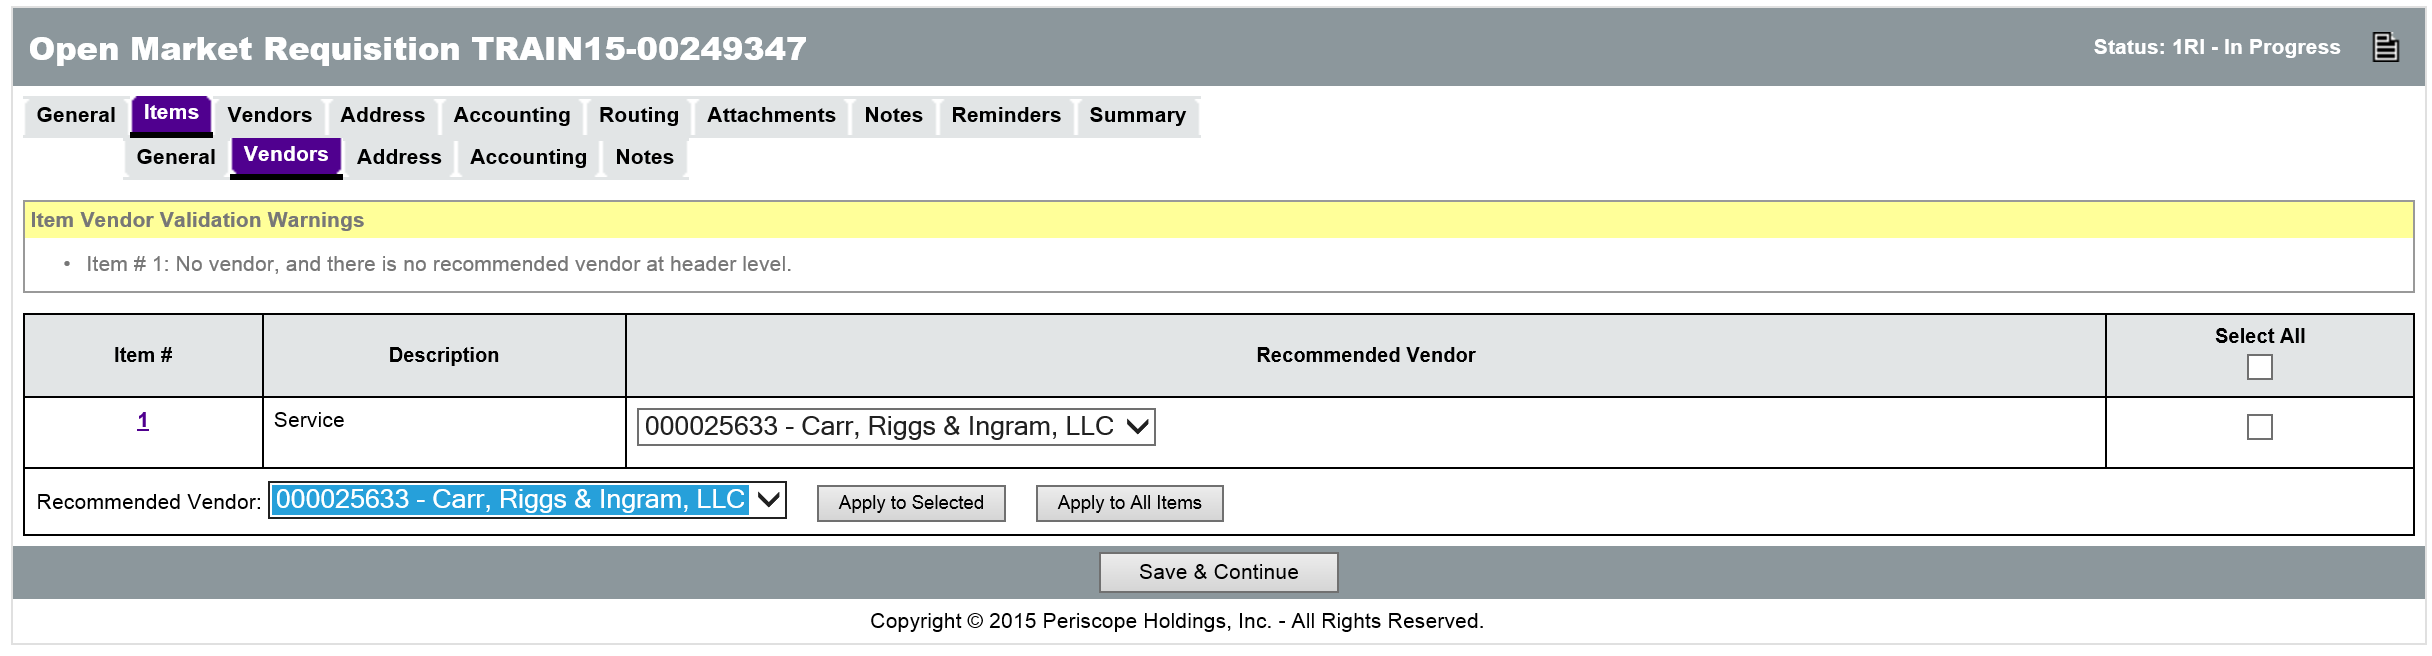 Open Market Requisition TRAIN15-00249347
Status: 1RI - In Progress
General Items Vendors Address Accounting Routing Attachments Notes Reminders Summary
General Vendors Address Accounting Notes
Item Vendor Validation Warnings
• Item # 1: No vendor, and there is no recommended vendor at header level.
Item # Description Recommended Vendor Select All
1 Service 000025633 - Carr, Riggs & Ingram, LLC
Recommended Vendor: 000025633 - Carr, Riggs & Ingram, LLC Apply to Selected Apply to All Items
Save & Continue
Copyright © 2015 Periscope Holdings, Inc. - All Rights Reserved.